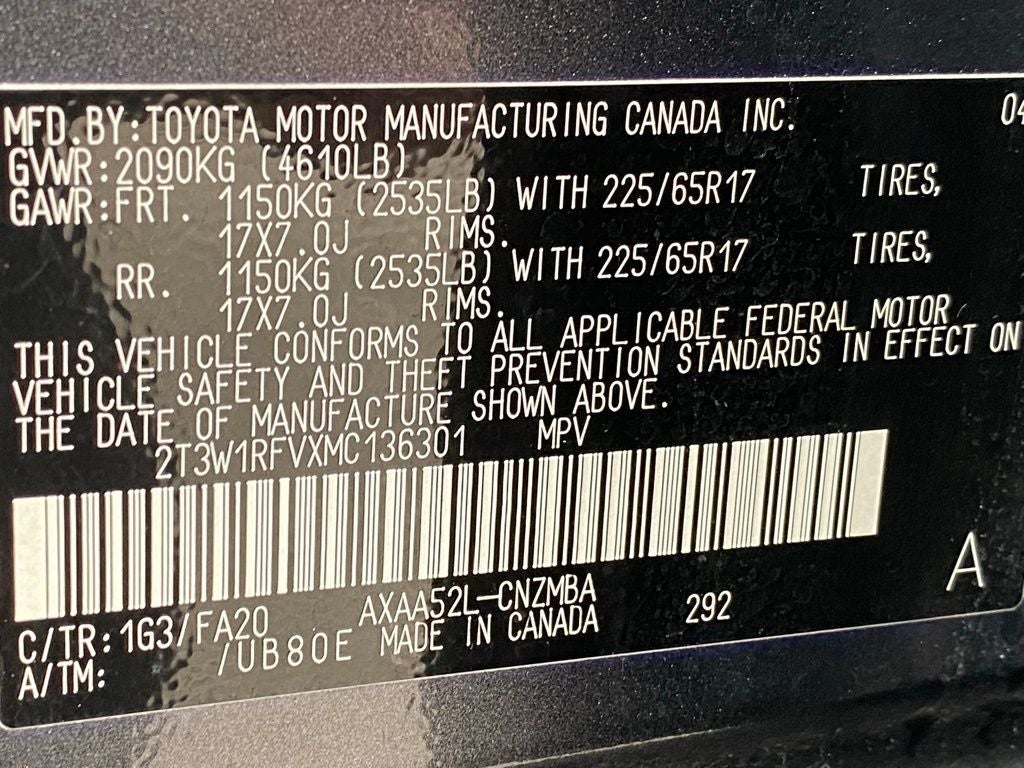 MFD.BY:TOYOTA MOTOR MANUFACTURING CANADA INC. 04
GVWR:2090KG (4610LB)
GAWR:FRT. 1150KG (2535LB) WITH 225/65R17 TIRES,
17X7.0J RIMS.
RR. 1150KG (2535LB) WITH 225/65R17 TIRES,
17X7.0J RIMS.
THIS VEHICLE CONFORMS TO ALL APPLICABLE FEDERAL MOTOR
VEHICLE SAFETY AND THEFT PREVENTION STANDARDS IN EFFECT ON
THE DATE OF MANUFACTURE SHOWN ABOVE.
2T3W1RFVXMC136301 MPV
A
C/TR:1G3/FA20 AXAA52L-CNZMBA 292
A/TM: /UB80E MADE IN CANADA